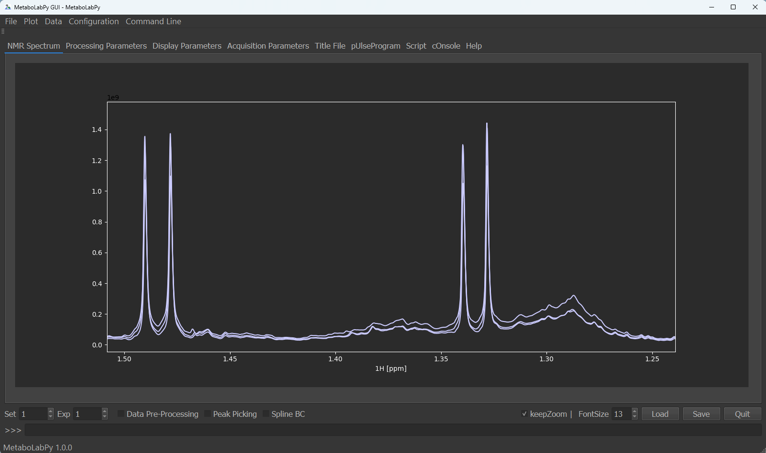 MetaboLabPy GUI - MetaboLabPy
File Plot Data Configuration Command Line
NMR Spectrum Processing Parameters Display Parameters Acquisition Parameters Title File pUlseProgram Script cOnsole Help
1e9
1.4
1.2
1.0
0.8
0.6
0.4
0.2
0.0
1.50 1.45 1.40 1.35 1.30 1.25
1H [ppm]
Set 1 Exp 1 Data Pre-Processing Peak Picking Spline BC keepZoom | FontSize 13 Load Save Quit
>>>
MetaboLabPy 1.0.0